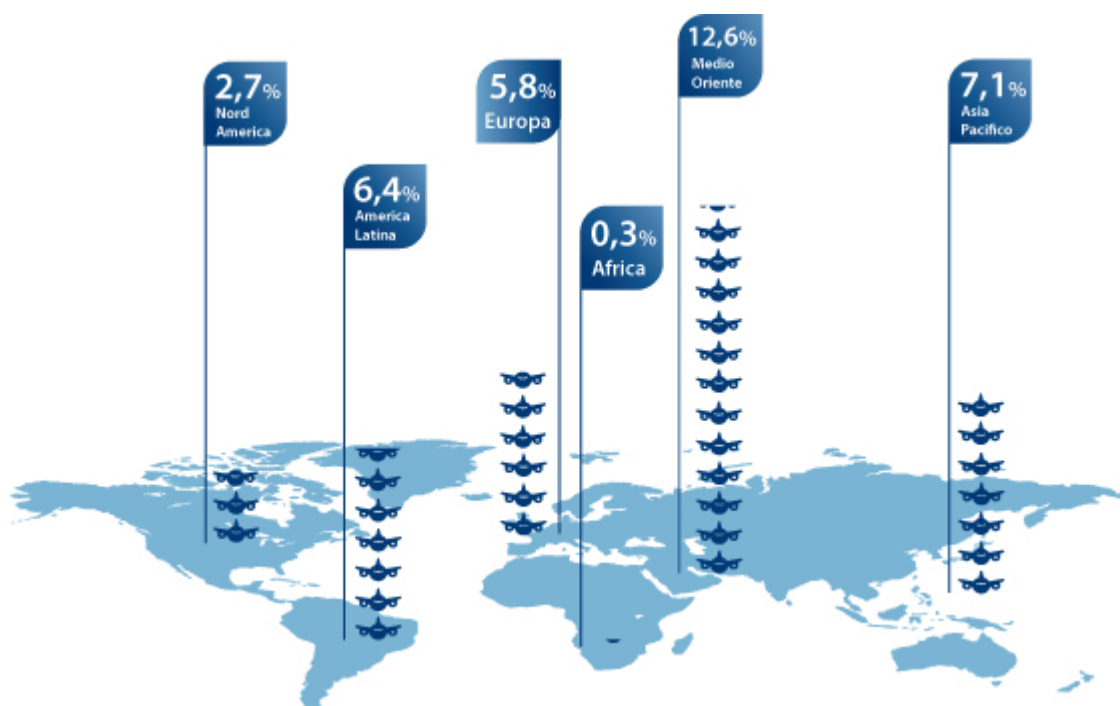 2,7%
Nord
America
6,4%
America
Latina
5,8%
Europa
0,3%
Africa
12,6%
Medio
Oriente
7,1%
Asia
Pacifico